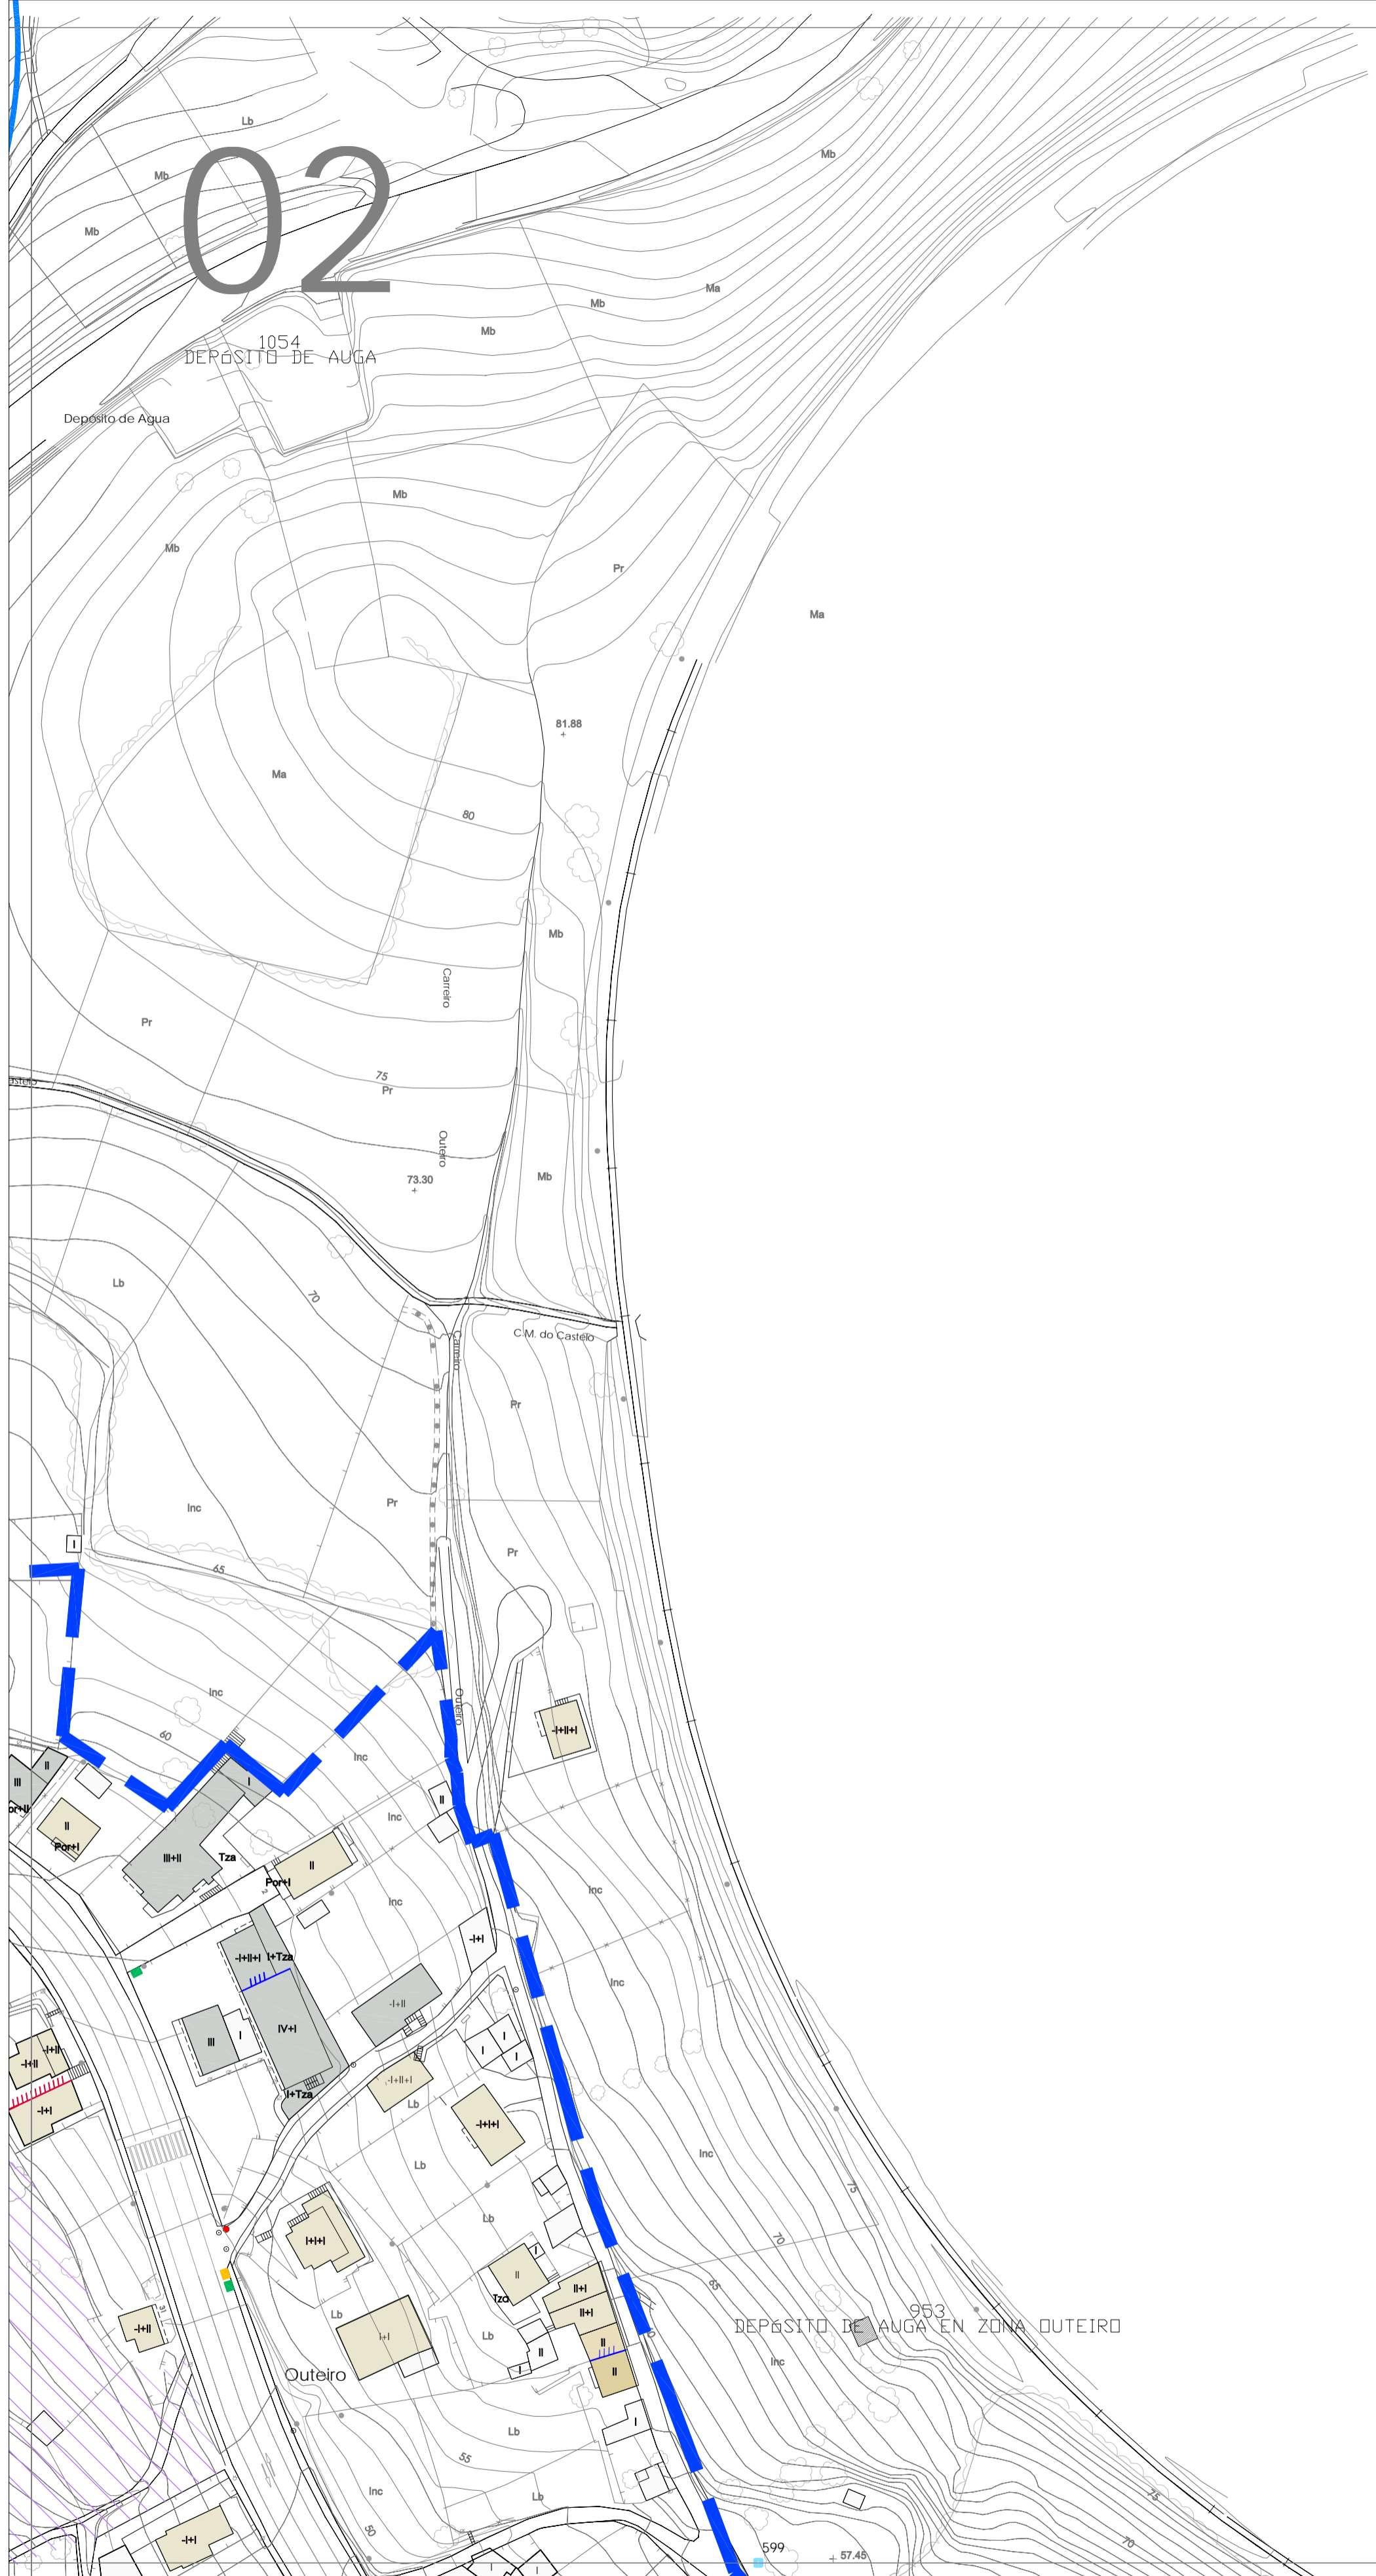 Lb
Mb
Mb
Mb
02
Ma
Mb
Mb
1054
DEPóSITO DE AUGA
Depósito de Agua
Mb
Mb
Pr
Ma
81.88
Ma
80
Mb
Carreiro
Pr
75
Pr
Outeiro
Mb
73.30
Lb
70
C.M. do Castelo
Carreiro
Pr
Inc
Pr
I
Pr
65
Inc
Outeiro
60
-I+II+I
Inc
II
I
III
II
Inc
II
Por+I
III+II
Tza
II
Por+I
Inc
Inc
-I+I
-I+II+I
I+Tza
Inc
-I+II
IV+I
III
I
I
I
I
-I+II
-I+II
I+Tza
-I+I
Lb
-I+I+I
Inc
Lb
75
Lb
70
I+I+I
I
II
II+I
65
Tza
II+I
953
DEPóSITO DE AUGA EN ZONA OUTEIRO
31
-I+II
Lb
I+I
Lb
II
II
I
II
Inc
Outeiro
I
Lb
55
Inc
Lb
50
75
70
-I+I
599
57.45
I
I